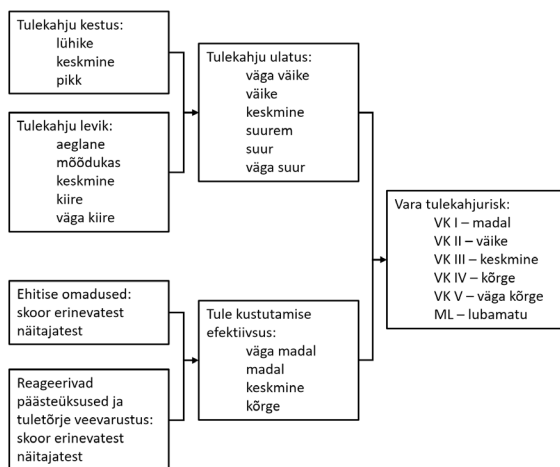 Tulekahju kestus:
lühike
keskmine
pikk
Tulekahju levik:
aeglane
mõõdukas
keskmine
kiire
väga kiire
Tulekahju ulatus:
väga väike
väike
keskmine
suurem
suur
väga suur
Ehitise omadused:
skoor erinevatest
näitajatest
Reageerivad
päästeüksused ja
tuletõrje veevarustus:
skoor erinevatest
näitajatest
Tule kustutamise
efektiivsus:
väga madal
madal
keskmine
kõrge
Vara tulekahjurisk:
VK I – madal
VK II – väike
VK III – keskmine
VK IV – kõrge
VK V – väga kõrge
ML – lubamatu